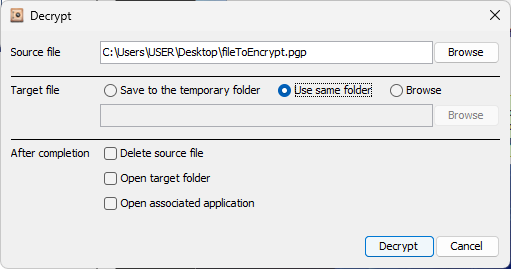 Decrypt
Source file C:\Users\USER\Desktop\fileToEncrypt.pgp Browse
Target file Save to the temporary folder Use same folder Browse
Browse
After completion Delete source file
Open target folder
Open associated application
Decrypt Cancel